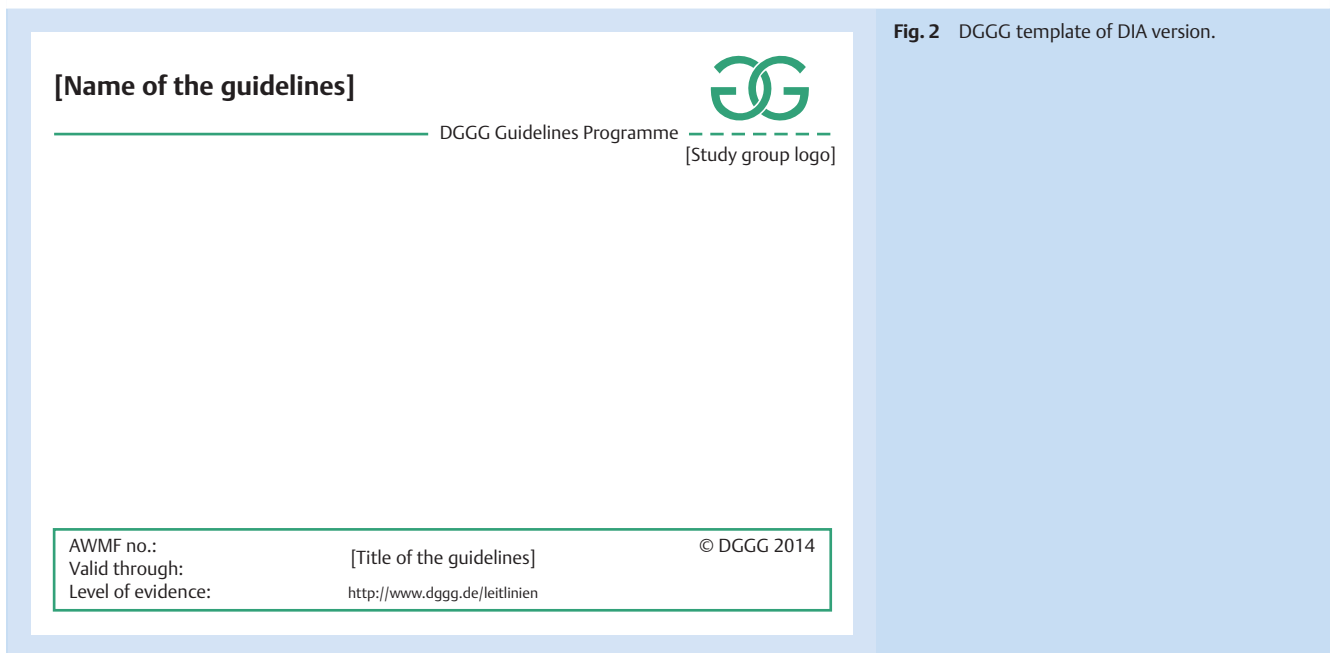 Fig. 2 DGGG template of DIA version.
[Name of the guidelines]
DGGG Guidelines Programme
[Study group logo]
AWMF no.:
Valid through:
Level of evidence:
[Title of the guidelines]
http://www.dggg.de/leitlinien
© DGGG 2014